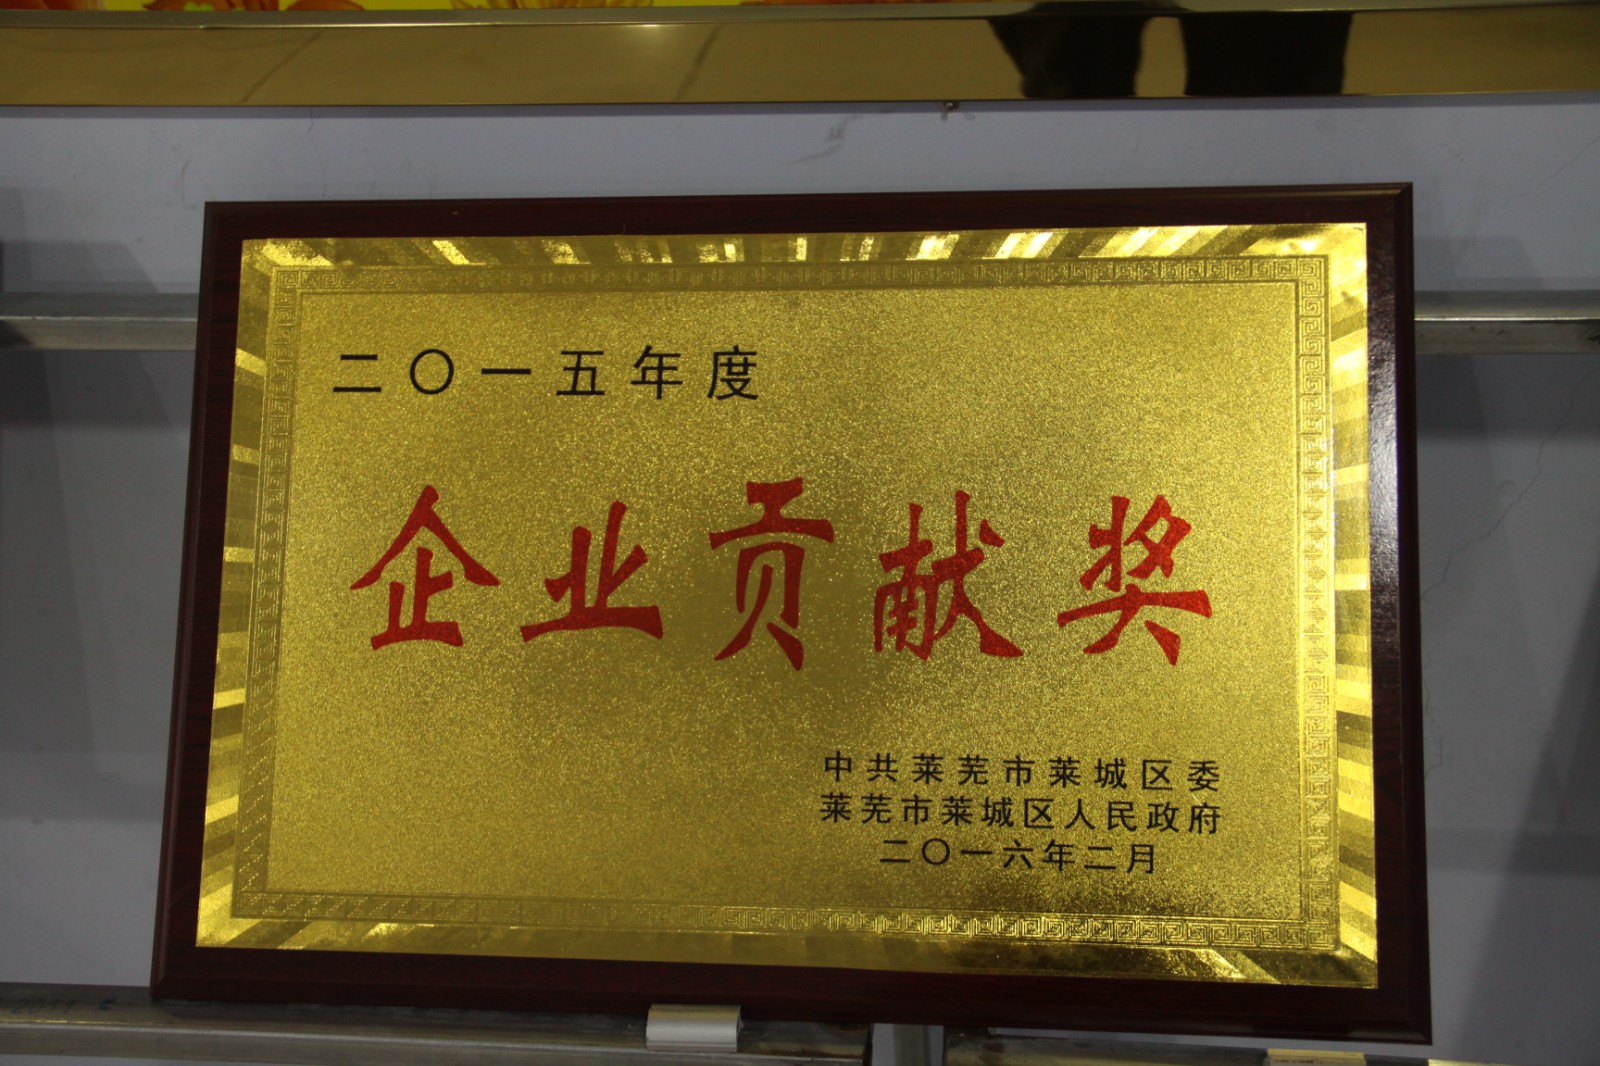 二〇一五年度
企业贡献奖
中共莱芜市莱城区委
莱芜市莱城区人民政府
二〇一六年二月